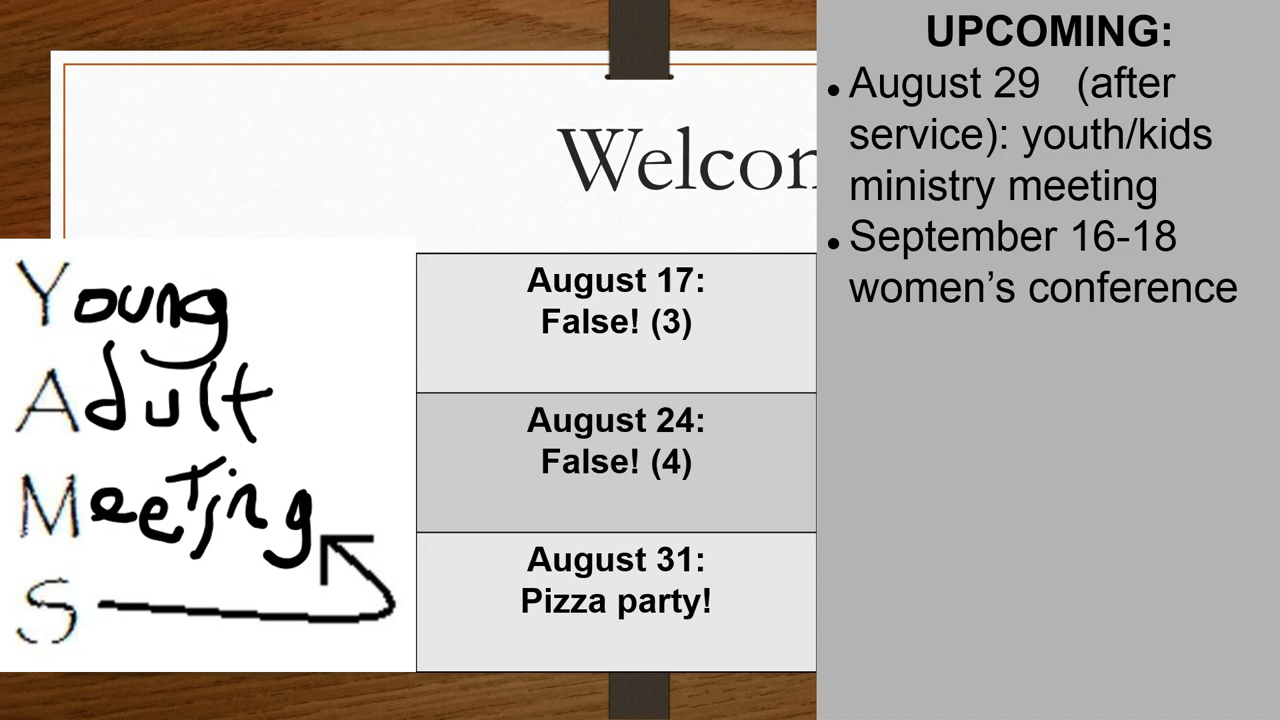 Welcom
Young
Adult
Meeting
S
August 17:
False! (3)
August 24:
False! (4)
August 31:
Pizza party!
UPCOMING:
• August 29 (after
service): youth/kids
ministry meeting
• September 16-18
women’s conference